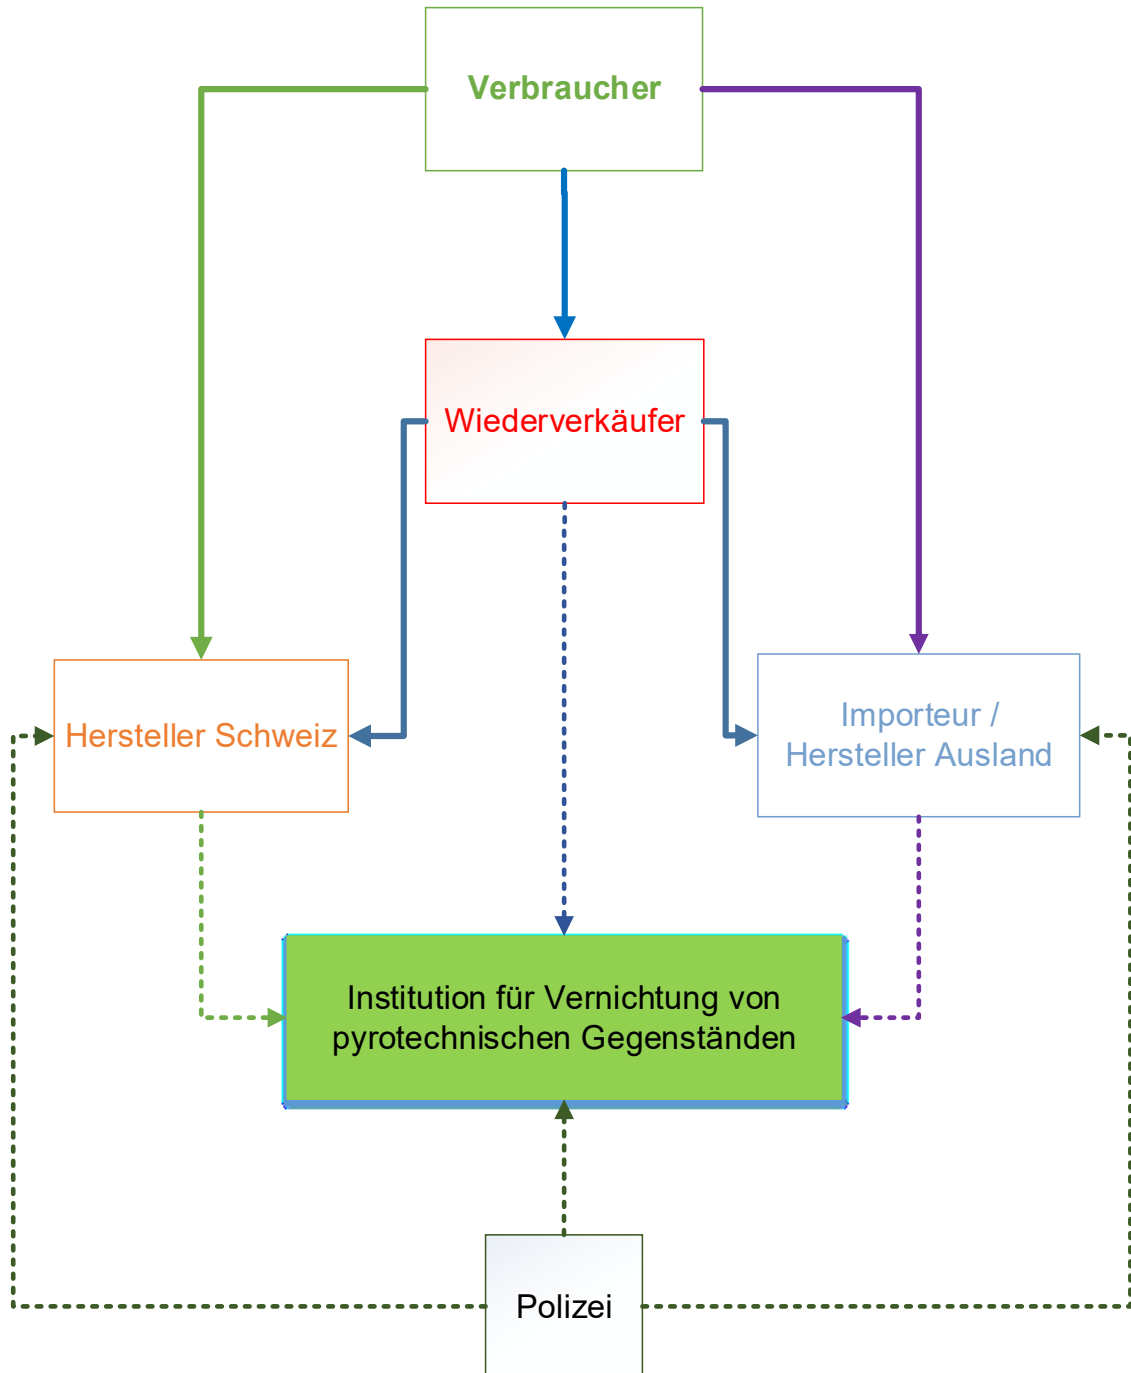 Verbraucher
Wiederverkäufer
Hersteller Schweiz
Importeur /
Hersteller Ausland
Institution für Vernichtung von
pyrotechnischen Gegenständen
Polizei